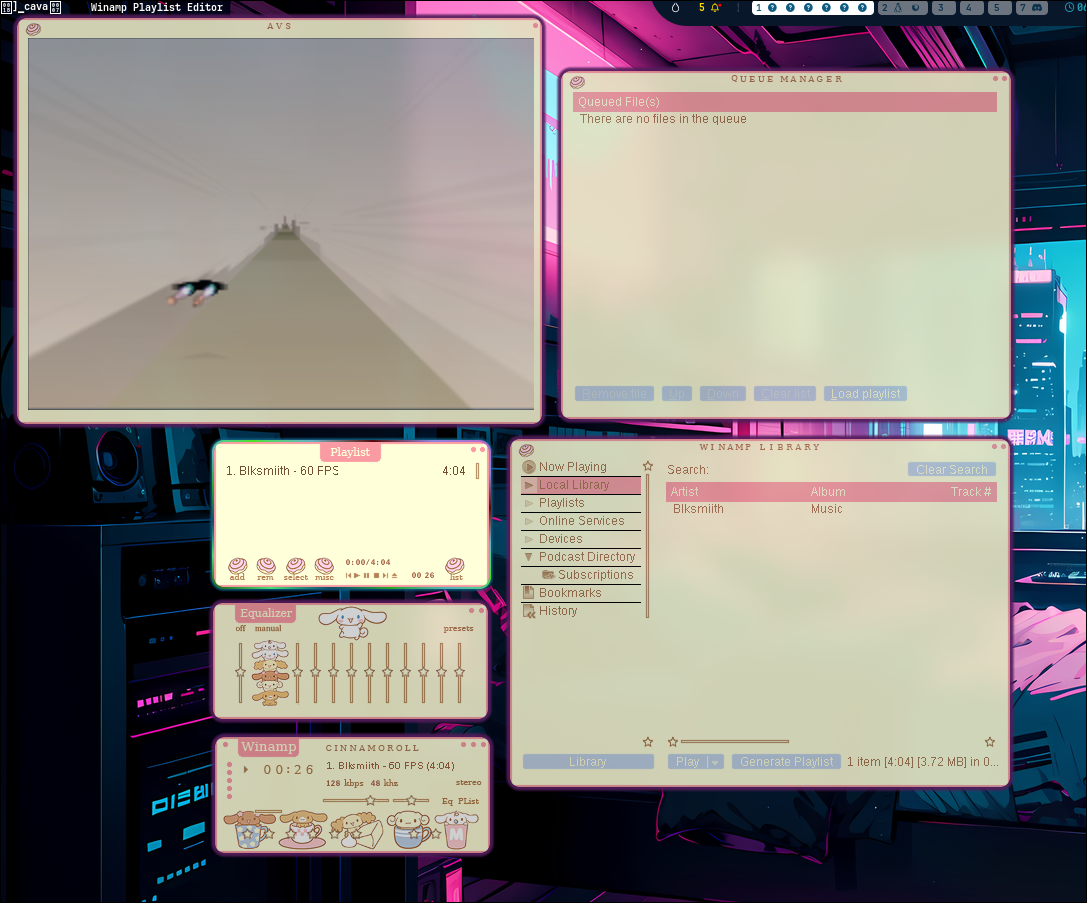 ]_cava
Winamp Playlist Editor
5
1 ? ? ? ? ? ?
2
3
4
5
7
AVS
QUEUE MANAGER
Queued File(s)
There are no files in the queue
Remove file Up Down Clear list Load playlist
Playlist
1. Blksmiith - 60 FPS 4:04
0:00/4:04
00 26
add rem select misc list
WINAMP LIBRARY
Now Playing
Local Library
Playlists
Online Services
Devices
Podcast Directory
Subscriptions
Bookmarks
History
Search: Clear Search
Artist Album Track #
Blksmiith Music
Library
Play Generate Playlist 1 item [4:04] [3.72 MB] in 0...
Equalizer
off manual presets
Winamp CINNAMOROLL
00:26
1. Blksmiith - 60 FPS (4:04)
128 kbps 48 khz stereo
Eq PList
M